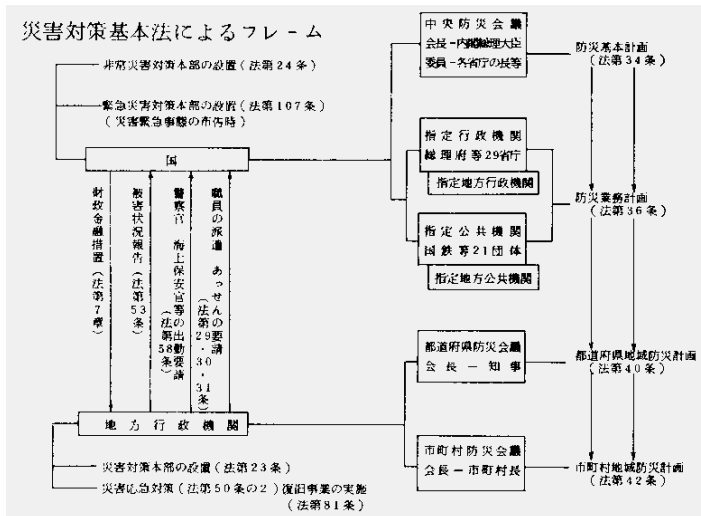 災害対策基本法によるフレーム
非常災害対策本部の設置(法第24条)
緊急災害対策本部の設置(法第107条)
(災害緊急事態の布告時)
国
財政金融措置(法第7章)
被害状況報告(法第53条)
警察官 海上保安官等の出動要請
(法第58条)
職員の派遣 あっせんの要請
(法第29・30・31条)
地方行政機関
災害対策本部の設置(法第23条)
災害応急対策(法第50条の2)復旧事業の実施
(法第81条)
中央防災会議
会長-内閣総理大臣
委員-各省庁の長等
指定行政機関
総理府等29省庁
指定地方行政機関
指定公共機関
国鉄等21団体
指定地方公共機関
都道府県防災会議
会長-知事
市町村防災会議
会長-市町村長
防災基本計画
(法第34条)
防災業務計画
(法第36条)
都道府県地域防災計画
(法第40条)
市町村地域防災計画
(法第42条)